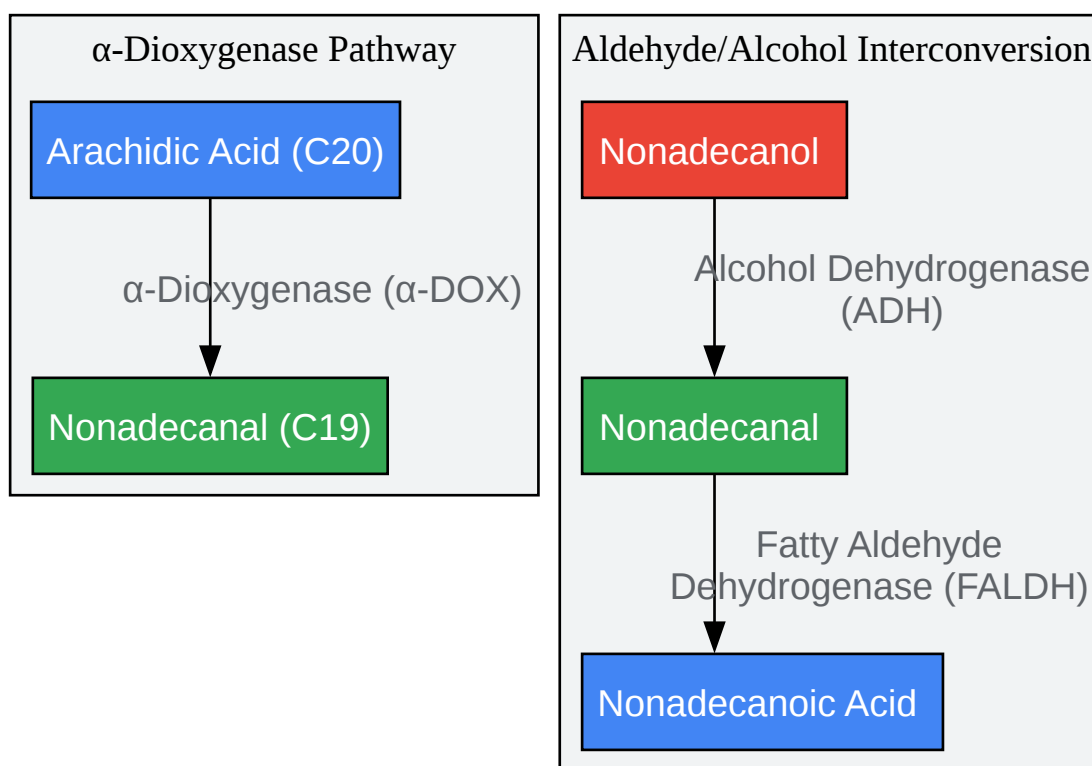 α-Dioxygenase Pathway
Arachidic Acid (C20)
α-Dioxygenase (α-DOX)
Nonadecanal (C19)
Aldehyde/Alcohol Interconversion
Nonadecanol
Alcohol Dehydrogenase
(ADH)
Nonadecanal
Fatty Aldehyde
Dehydrogenase (FALDH)
Nonadecanoic Acid